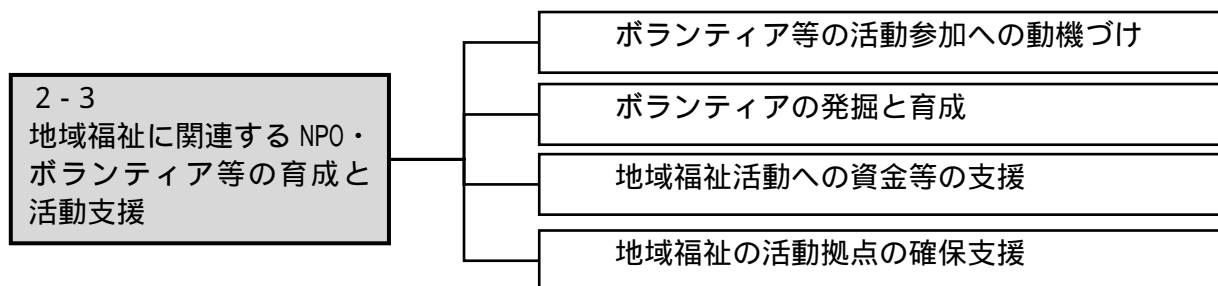 2-3
地域福祉に関連する NPO・
ボランティア等の育成と
活動支援
ボランティア等の活動参加への動機づけ
ボランティアの発掘と育成
地域福祉活動への資金等の支援
地域福祉の活動拠点の確保支援